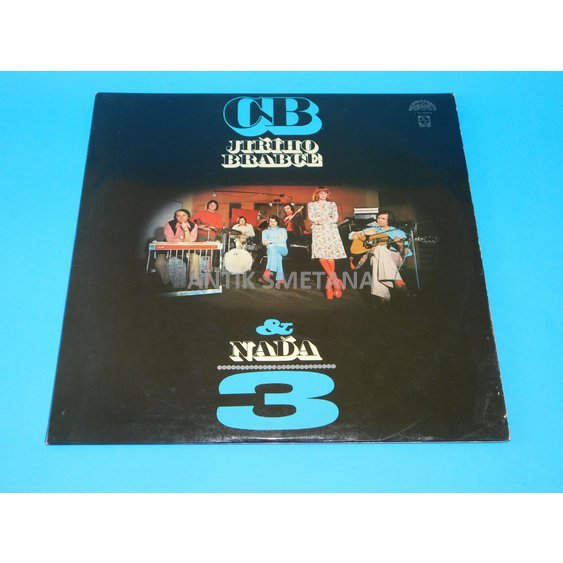 CB
JIŘÍHO
BRABCE
ANTIK SMETANA
&
NAĎA
3